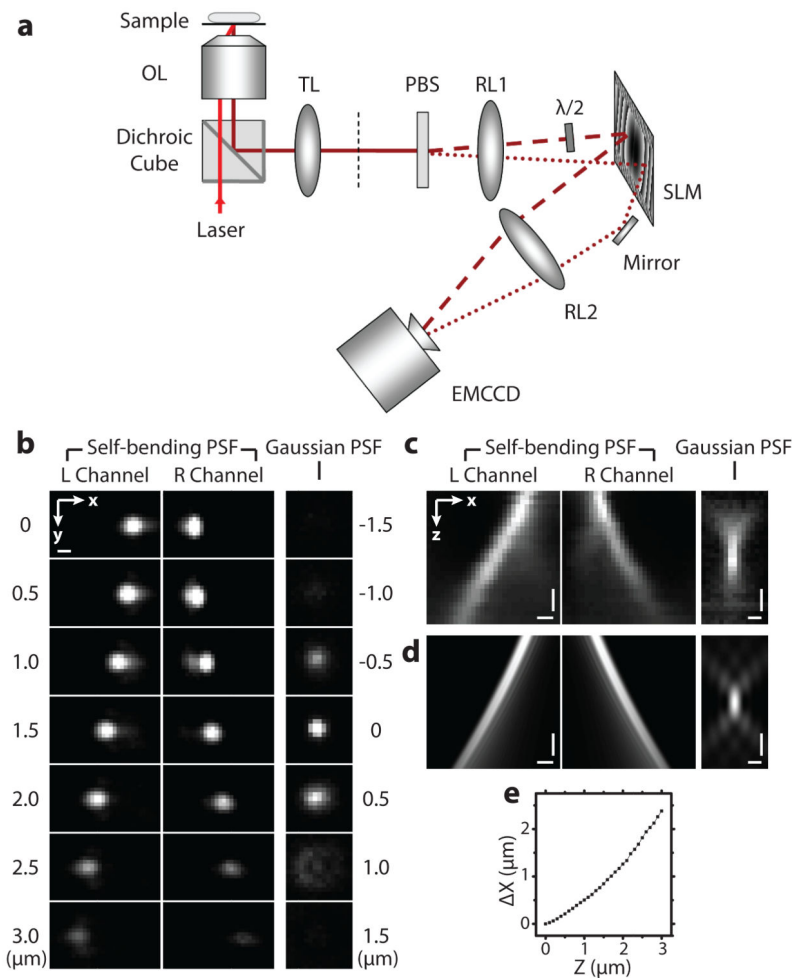 a
Sample
OL
Dichroic
Cube
Laser
TL
PBS
RL1
λ/2
SLM
Mirror
RL2
EMCCD
b
Self-bending PSF
Gaussian PSF
L Channel
R Channel
x
y
0
-1.5
0.5
-1.0
1.0
-0.5
1.5
0
2.0
0.5
2.5
1.0
3.0
1.5
(μm)
(μm)
c
Self-bending PSF
Gaussian PSF
L Channel
R Channel
x
z
d
e
ΔX (μm)
2
1
0
0 1 2 3
Z (μm)